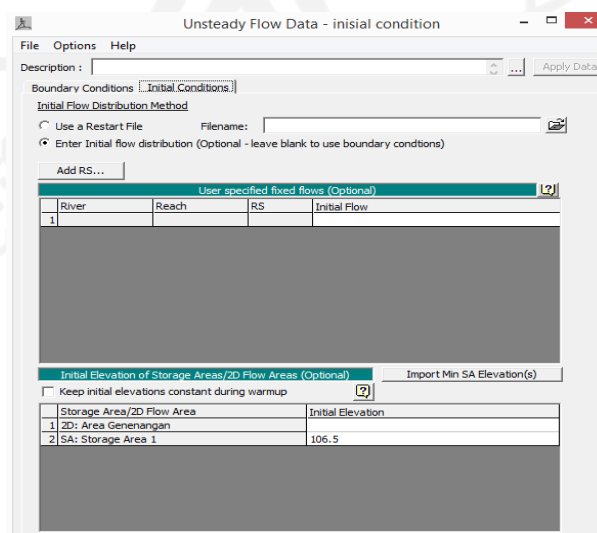 Unsteady Flow Data - inisial condition
File Options Help
Description : ... Apply Data
Boundary Conditions Initial Conditions
Initial Flow Distribution Method
Use a Restart File Filename:
Enter Initial flow distribution (Optional - leave blank to use boundary condtions)
Add RS...
User specified fixed flows (Optional)
River Reach RS Initial Flow
1
Initial Elevation of Storage Areas/2D Flow Areas (Optional) Import Min SA Elevation(s)
Keep initial elevations constant during warmup
Storage Area/2D Flow Area Initial Elevation
1 2D: Area Genenangan
2 SA: Storage Area 1 106.5